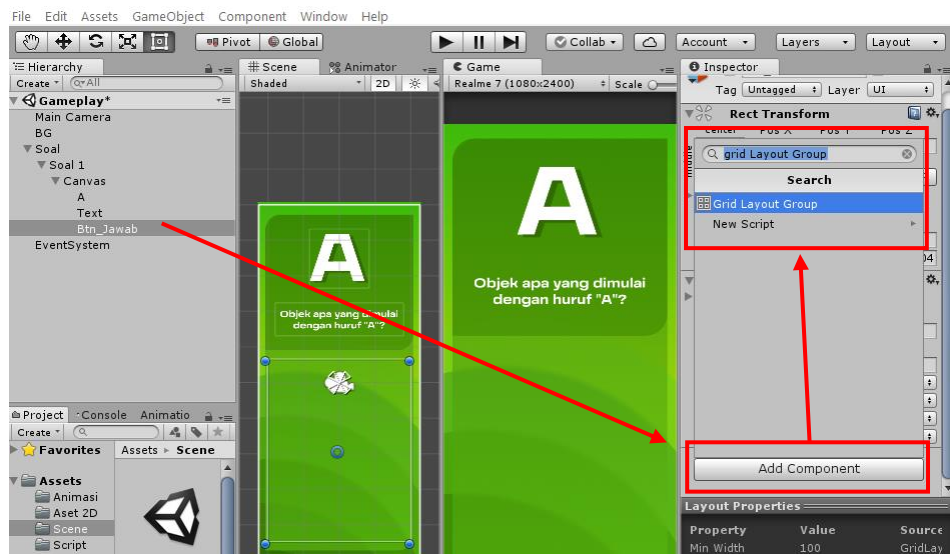 File Edit Assets GameObject Component Window Help
Pivot Global Collab Account Layers Layout
Hierarchy
Create All
Gameplay*
Main Camera
BG
Soal
Soal 1
Canvas
A
Text
Btn_Jawab
EventSystem
Scene Animator
Shaded 2D
A
Objek apa yang dimulai
dengan huruf "A"?
Game
Realme 7 (1080x2400) Scale
A
Objek apa yang dimulai
dengan huruf "A"?
Inspector
Tag Untagged Layer UI
Rect Transform
center Pos X Pos Y Pos Z
grid Layout Group
Search
Grid Layout Group
New Script
04
Add Component
Layout Properties
Property Value Source
Min Width 100 GridLay
Project Console Animatio
Create
Favorites
Assets
Animasi
Aset 2D
Scene
Script
Assets Scene